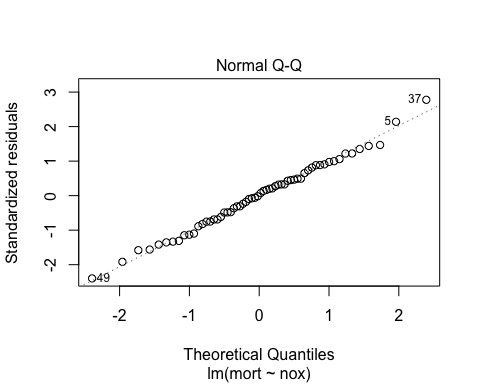 Normal Q-Q
Standardized residuals
3
2
1
0
-1
-2
37
5
49
-2 -1 0 1 2
Theoretical Quantiles
lm(mort ~ nox)